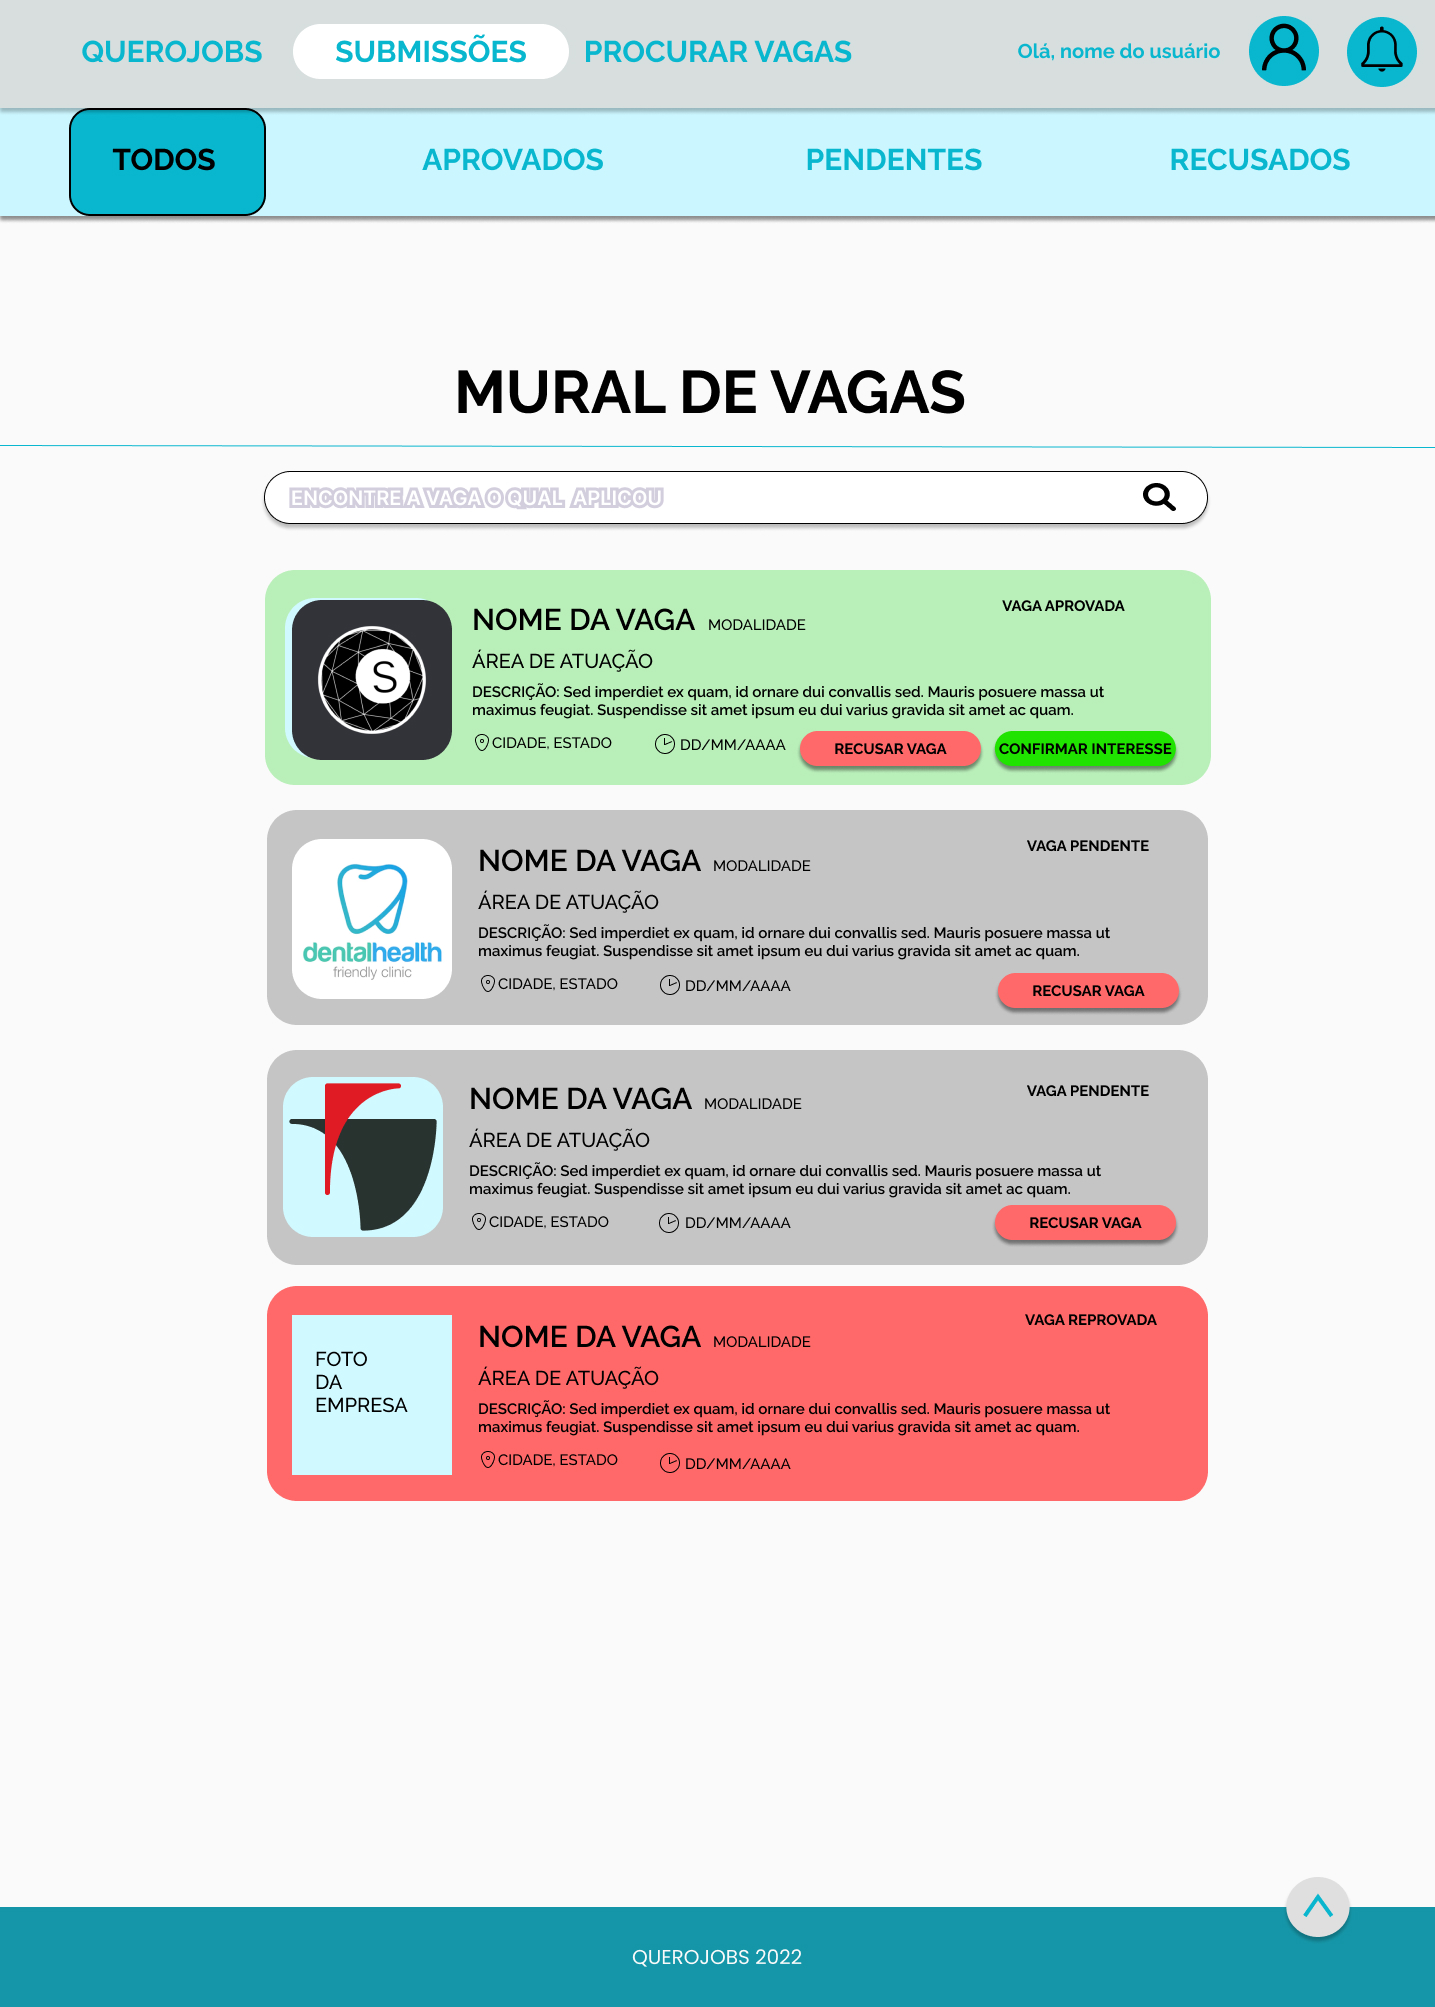 QUEROJOBS
SUBMISSÕES
PROCURAR VAGAS
Olá, nome do usuário
TODOS
APROVADOS
PENDENTES
RECUSADOS
MURAL DE VAGAS
ENCONTRE A VAGA O QUAL  APLICOU
S
NOME DA VAGA MODALIDADE
VAGA APROVADA
ÁREA DE ATUAÇÃO
DESCRIÇÃO: Sed imperdiet ex quam, id ornare dui convallis sed. Mauris posuere massa ut
maximus feugiat. Suspendisse sit amet ipsum eu dui varius gravida sit amet ac quam.
CIDADE, ESTADO
DD/MM/AAAA
RECUSAR VAGA
CONFIRMAR INTERESSE
dentalhealth
friendly clinic
NOME DA VAGA MODALIDADE
VAGA PENDENTE
ÁREA DE ATUAÇÃO
DESCRIÇÃO: Sed imperdiet ex quam, id ornare dui convallis sed. Mauris posuere massa ut
maximus feugiat. Suspendisse sit amet ipsum eu dui varius gravida sit amet ac quam.
CIDADE, ESTADO
DD/MM/AAAA
RECUSAR VAGA
NOME DA VAGA MODALIDADE
VAGA PENDENTE
ÁREA DE ATUAÇÃO
DESCRIÇÃO: Sed imperdiet ex quam, id ornare dui convallis sed. Mauris posuere massa ut
maximus feugiat. Suspendisse sit amet ipsum eu dui varius gravida sit amet ac quam.
CIDADE, ESTADO
DD/MM/AAAA
RECUSAR VAGA
FOTO
DA
EMPRESA
NOME DA VAGA MODALIDADE
VAGA REPROVADA
ÁREA DE ATUAÇÃO
DESCRIÇÃO: Sed imperdiet ex quam, id ornare dui convallis sed. Mauris posuere massa ut
maximus feugiat. Suspendisse sit amet ipsum eu dui varius gravida sit amet ac quam.
CIDADE, ESTADO
DD/MM/AAAA
QUEROJOBS 2022